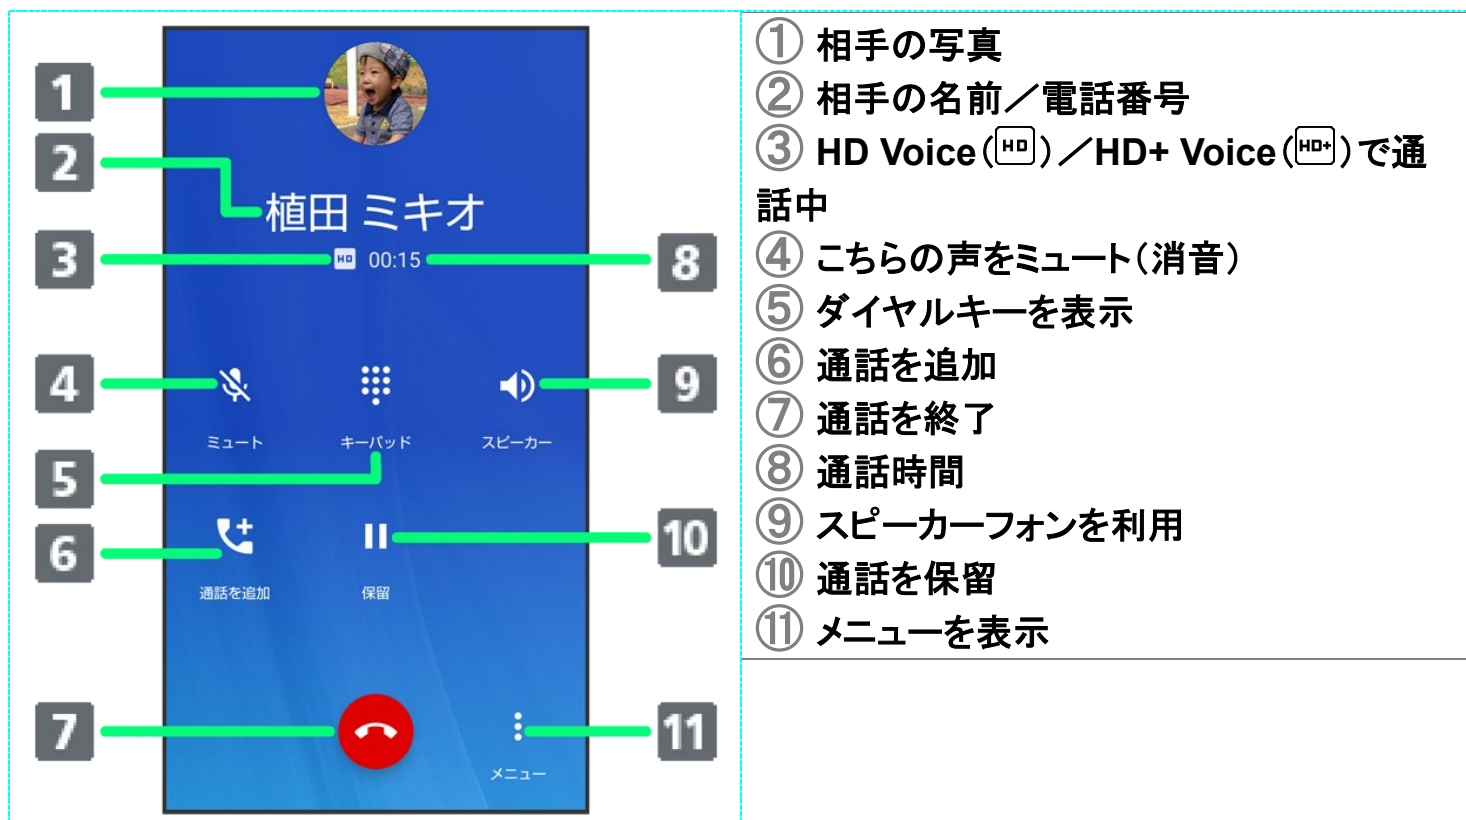 1
2
植田 ミキオ
3
HD 00:15
8
4
9
ミュート
キーパッド
スピーカー
5
6
10
通話を追加
保留
7
11
メニュー
① 相手の写真
② 相手の名前／電話番号
③ HD Voice（HD）／HD+ Voice（HD+）で通
話中
④ こちらの声をミュート（消音）
⑤ ダイヤルキーを表示
⑥ 通話を追加
⑦ 通話を終了
⑧ 通話時間
⑨ スピーカーフォンを利用
⑩ 通話を保留
⑪ メニューを表示